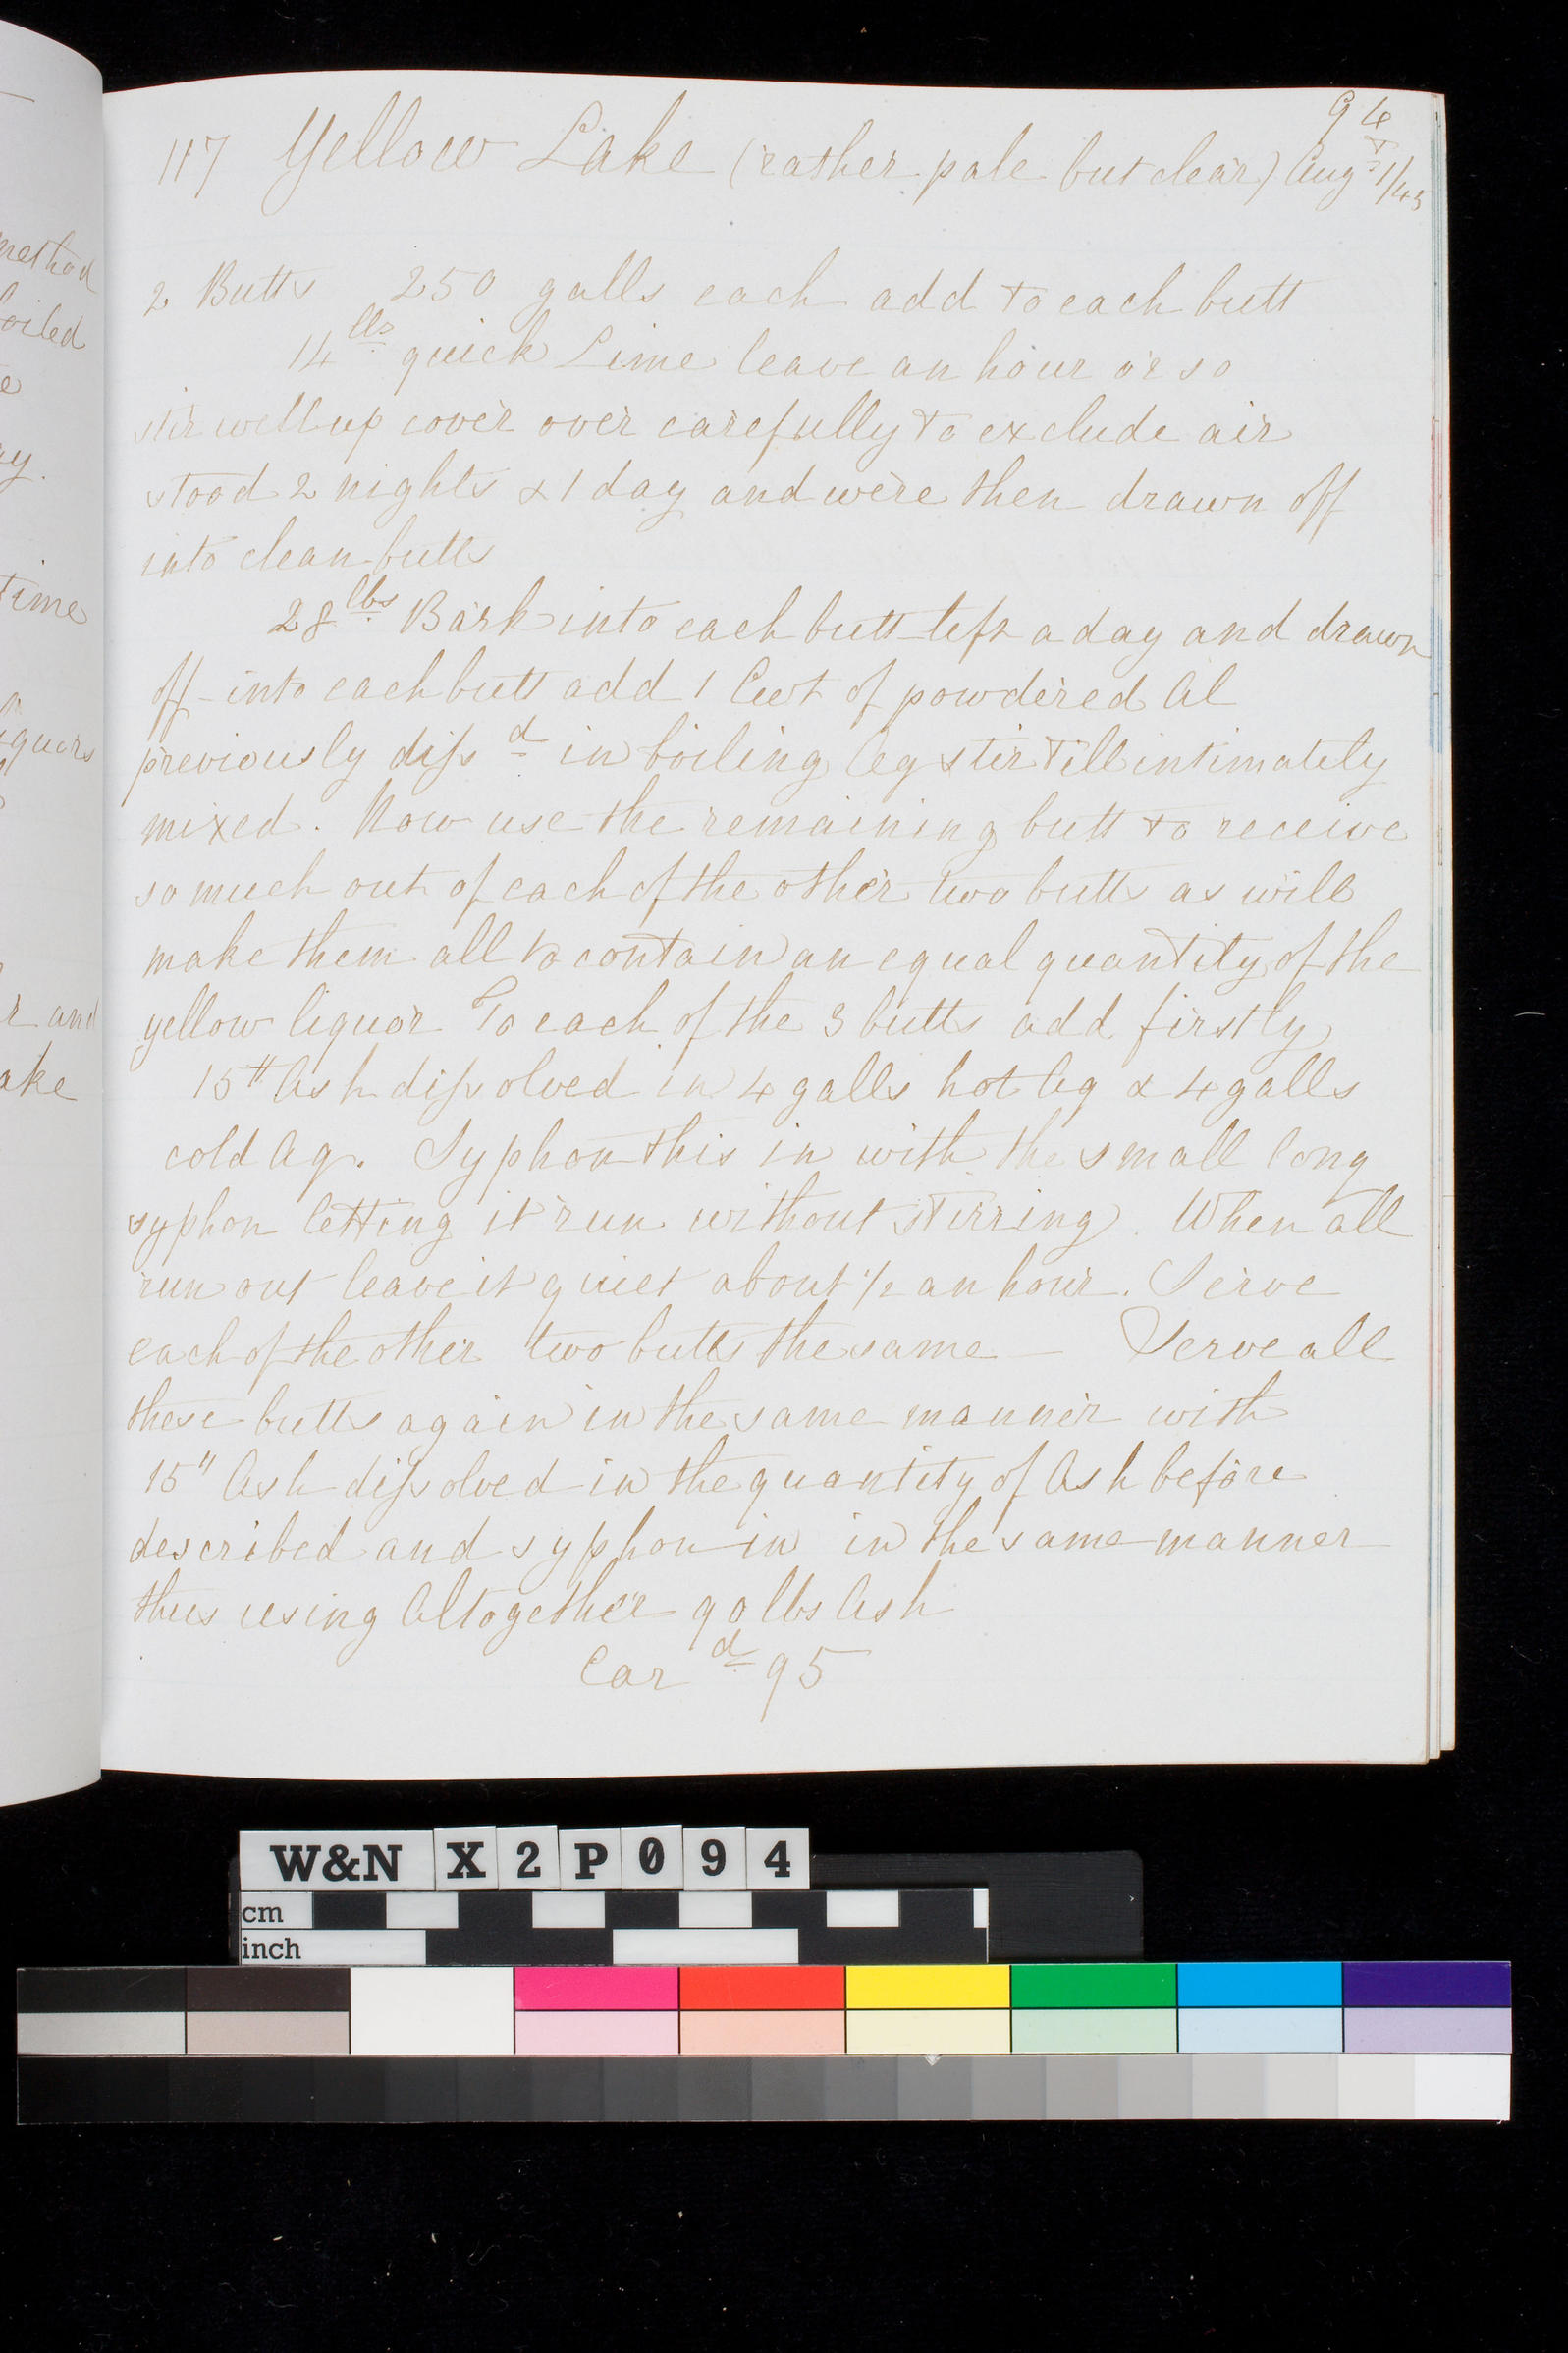 94
117 Yellow Lake (rather pale but clear) Augst 1/45
2 Butts 250 galls each add to each butt
14 lbs quick Lime leave an hour or so
stir well up cover over carefully to exclude air
stood 2 nights & 1 day and were then drawn off
into clean butts
28 lbs Bark into each butt left a day and drawn
off into each butt add 1 Cwt of powdered Al
previously diss d in boiling Aq stir till intimately
mixed. Now use the remaining butt to receive
so much out of each of the other two butts as will
make them all to contain an equal quantity of the
yellow liquor To each of the 3 butts add firstly
15 " Ash dissolved in 4 galls hot Aq & 4 galls
cold Aq. Syphon this in with the small long
syphon letting it run without stirring. When all
run out leave it quiet about 1/2 an hour. Serve
each of the other two butts the same — Serve all
these butts again in the same manner with
15 " Ash dissolved in the quantity of Ash before
described and syphon in in the same manner
thus using Altogether 90 lbs Ash
Car d 95
method
boiled
ay.
time
iquors
r and
ake
W&N X2P094
cm
inch